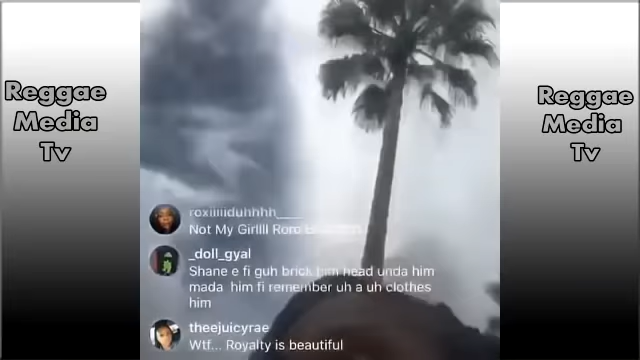 Reggae
Media
Tv
Reggae
Media
Tv
roxiiiiiduhhhh____
Not My Girllll Roro
_doll_gyal
Shane e fi guh brick him head unda him
mada him fi remember uh a uh clothes
him
theejuicyrae
Wtf... Royalty is beautiful